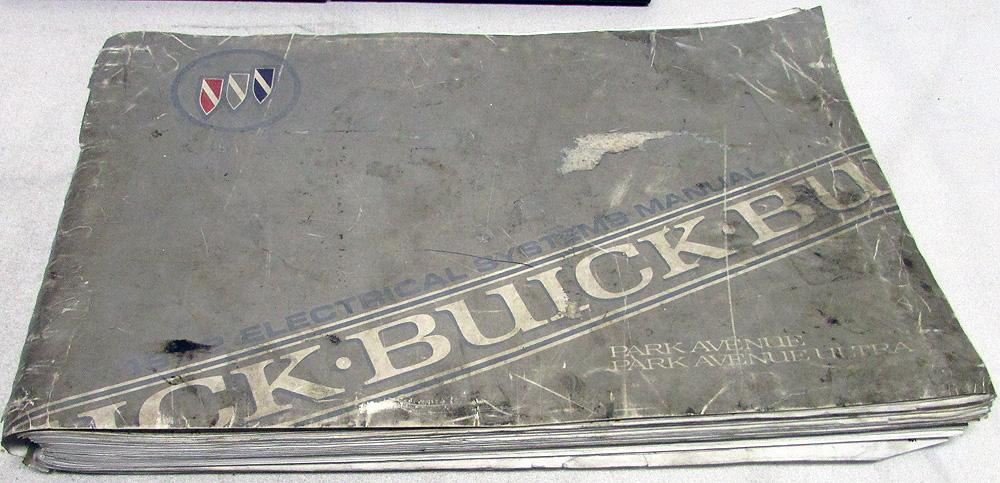 ELECTRICAL SYSTEMS MANUAL
ICK·BUICK·BU
PARK AVENUE
PARK AVENUE ULTRA